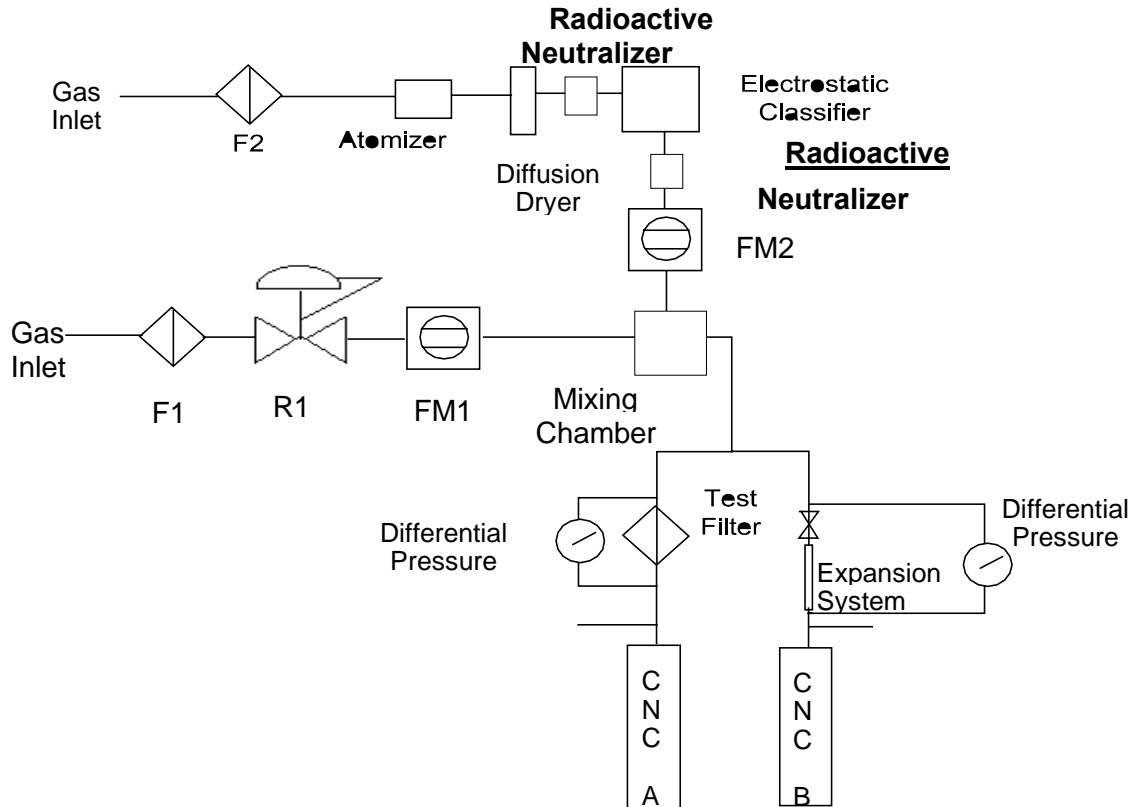 Radioactive
Neutralizer
Gas
Inlet
F2
Atomizer
Diffusion
Dryer
Electrostatic
Classifier
Radioactive
Neutralizer
FM2
Gas
Inlet
F1
R1
FM1
Mixing
Chamber
Differential
Pressure
Test
Filter
Expansion
System
Differential
Pressure
C
N
C
A
C
N
C
B